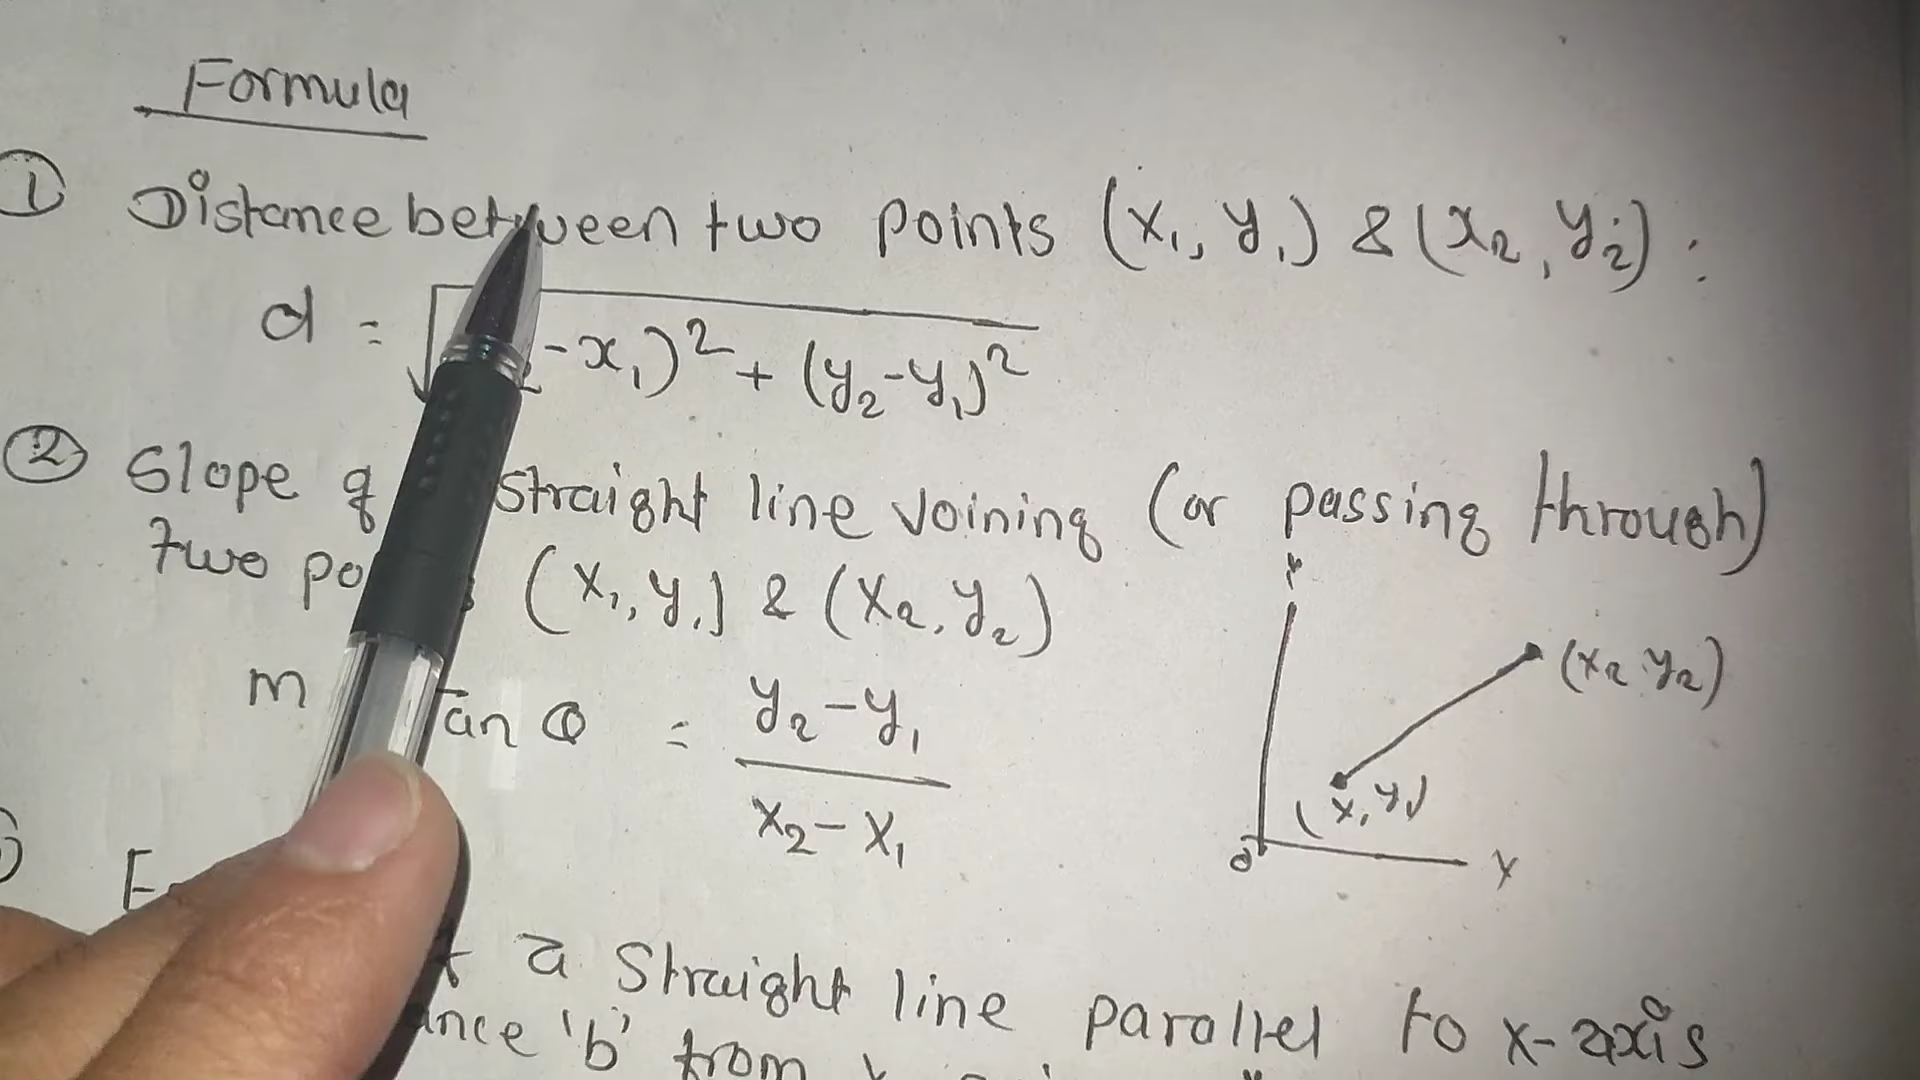 Formula
① Distance between two points (x₁, y₁) & (x₂, y₂) :
d = √ -x₁)² + (y₂-y₁)²
② Slope straight line joining (or passing through)
two (x₁, y₁) & (x₂, y₂)
m tan θ = y₂-y₁
x₂-x₁
Y
(x₂ y₂)
(x₁ y₁)
O X
a straight line parallel to x-axis
'b' from